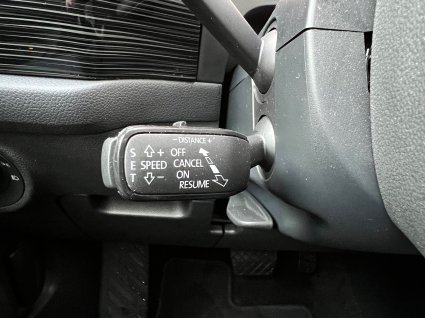 − DISTANCE +
S E T
SPEED
+
−
OFF
CANCEL
ON
RESUME